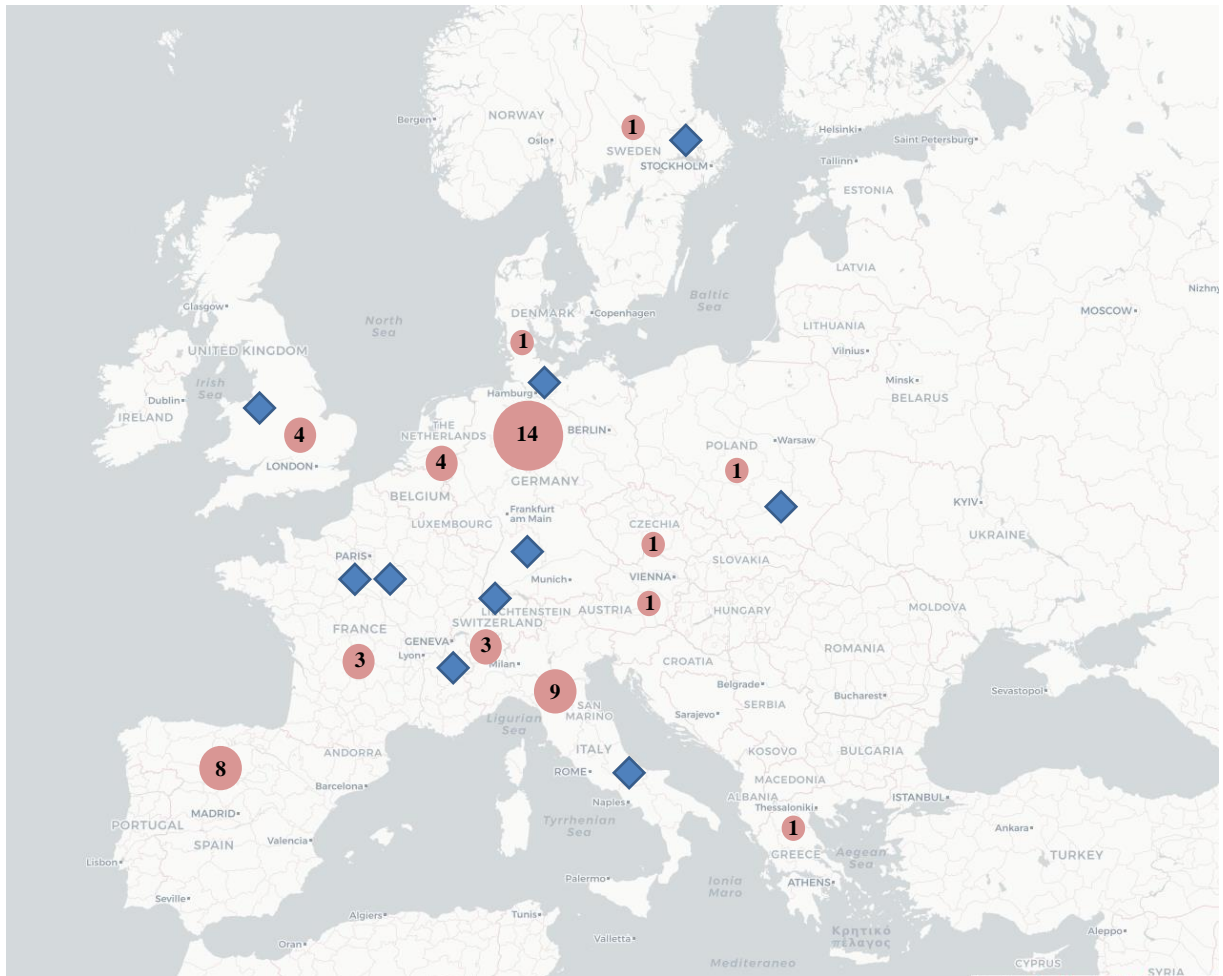 1
NORWAY
Bergen
Oslo
SWEDEN
STOCKHOLM
Helsinki
Saint Petersburg
Tallinn
ESTONIA
LATVIA
Nizhny
Baltic
Sea
MOSCOW
Glasgow
DENMARK
Copenhagen
North
Sea
LITHUANIA
1
UNITED KINGDOM
Vilnius
Irish
Sea
Minsk
Hamburg
BELARUS
Dublin
IRELAND
THE
NETHERLANDS
4
14
BERLIN
POLAND
Warsaw
LONDON
4
1
GERMANY
BELGIUM
KYIV
Frankfurt
am Main
LUXEMBOURG
CZECHIA
UKRAINE
1
PARIS
SLOVAKIA
Munich
VIENNA
LIECHTENSTEIN
AUSTRIA
1
HUNGARY
MOLDOVA
SWITZERLAND
FRANCE
GENEVA
3
3
Lyon
Milan
CROATIA
ROMANIA
9
Belgrade
Bucharest
Sevastopol
SAN
MARINO
SERBIA
Ligurian
Sea
Sarajevo
ANDORRA
ITALY
KOSOVO
BULGARIA
8
ROME
Barcelona
MACEDONIA
ALBANIA
ISTANBUL
Naples
Thessaloniki
MADRID
PORTUGAL
Tyrrhenian
Sea
1
Ankara
SPAIN
Valencia
GREECE
Aegean
Sea
TURKEY
Lisbon
Palermo
Ionia
Maro
ATHENS
Seville
Algiers
Tunis
Κρητικό
πέλαγος
Aleppo
Oran
Valletta
Mediteraneo
CYPRUS
SYRIA